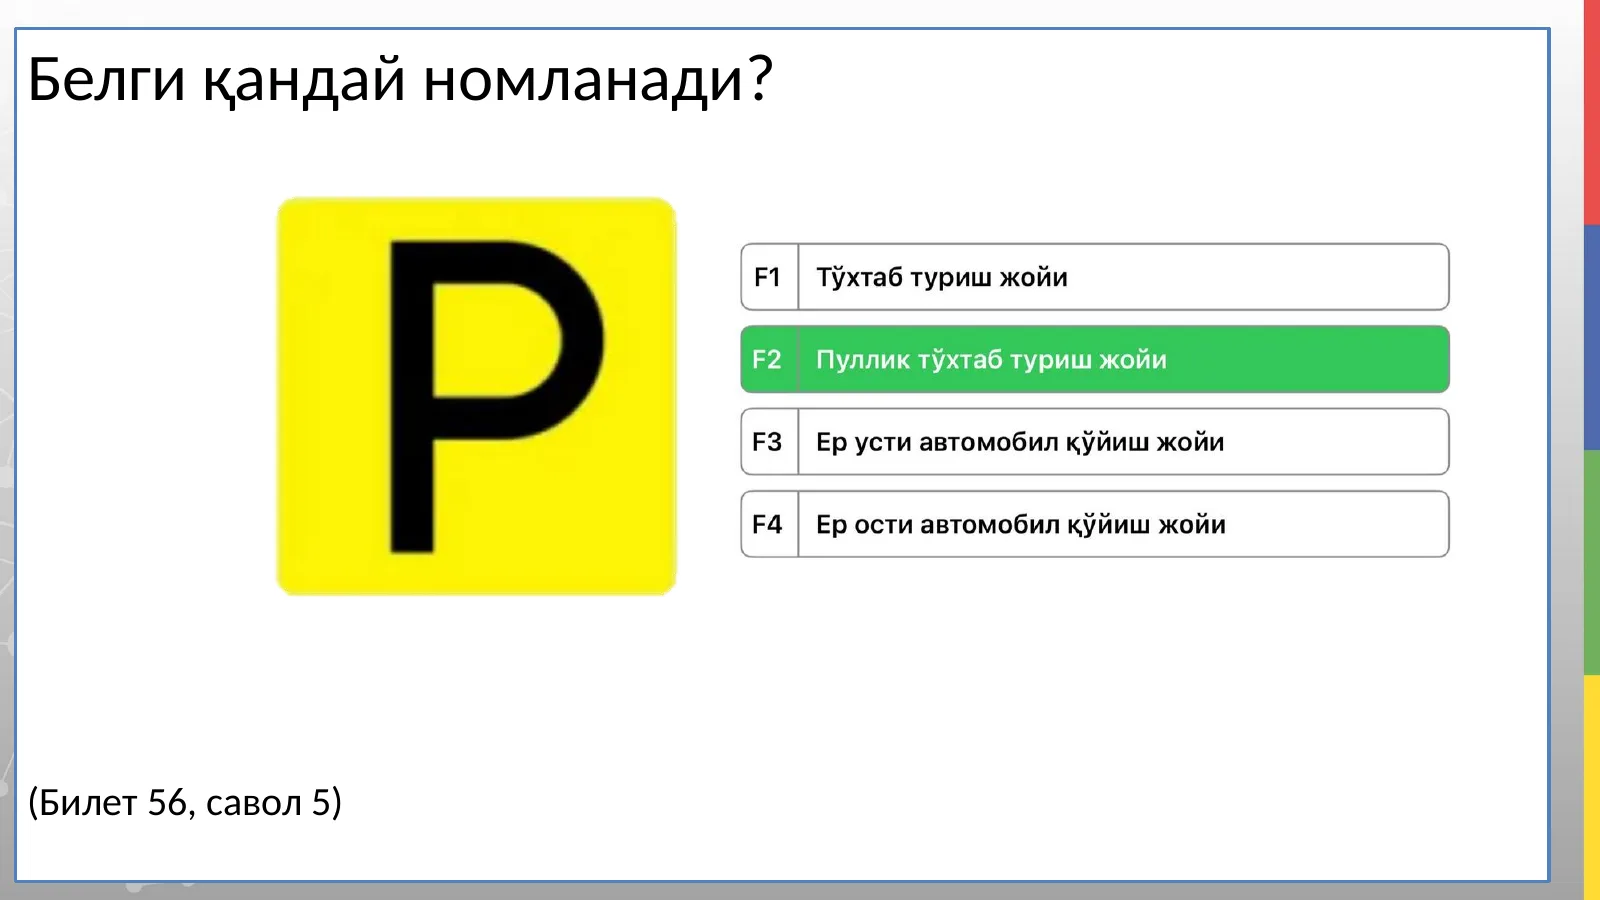 Белги қандай номланади?
P
F1 Тўхтаб туриш жойи
F2 Пуллик тўхтаб туриш жойи
F3 Ер усти автомобил қўйиш жойи
F4 Ер ости автомобил қўйиш жойи
(Билет 56, савол 5)